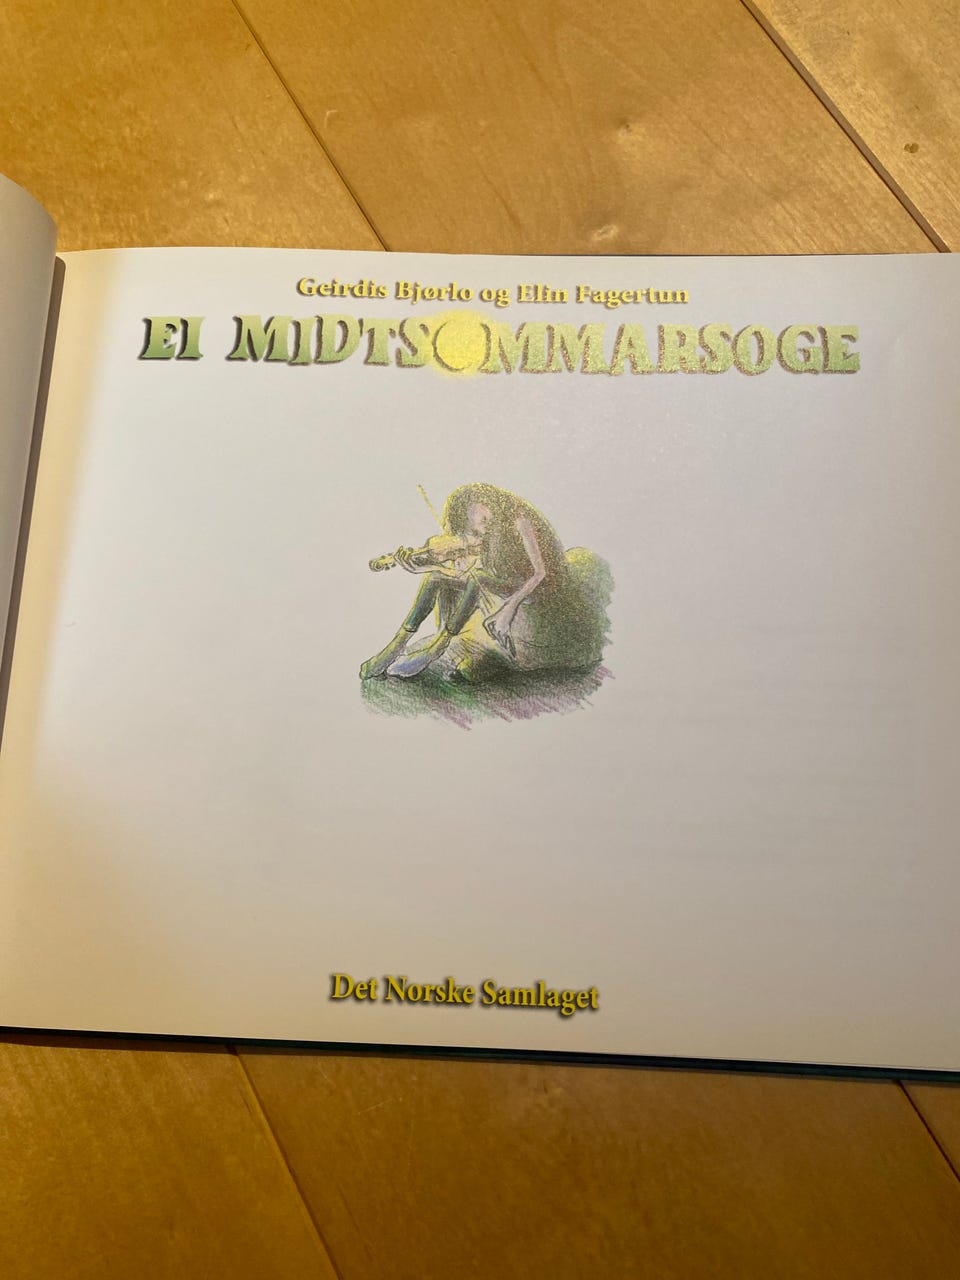 Geirdis Bjørlo og Elin Fagertun
EI MIDTSOMMARSOGE
Det Norske Samlaget